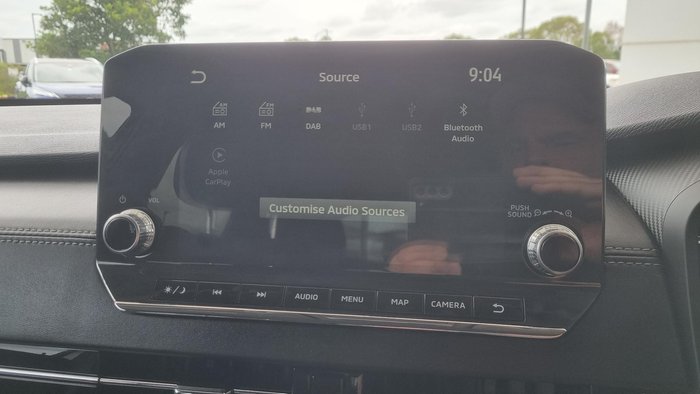 Source
9:04
AM
FM
DAB
USB1
USB2
Bluetooth
Audio
Apple
CarPlay
Customise Audio Sources
VOL
PUSH
SOUND
AUDIO
MENU
MAP
CAMERA